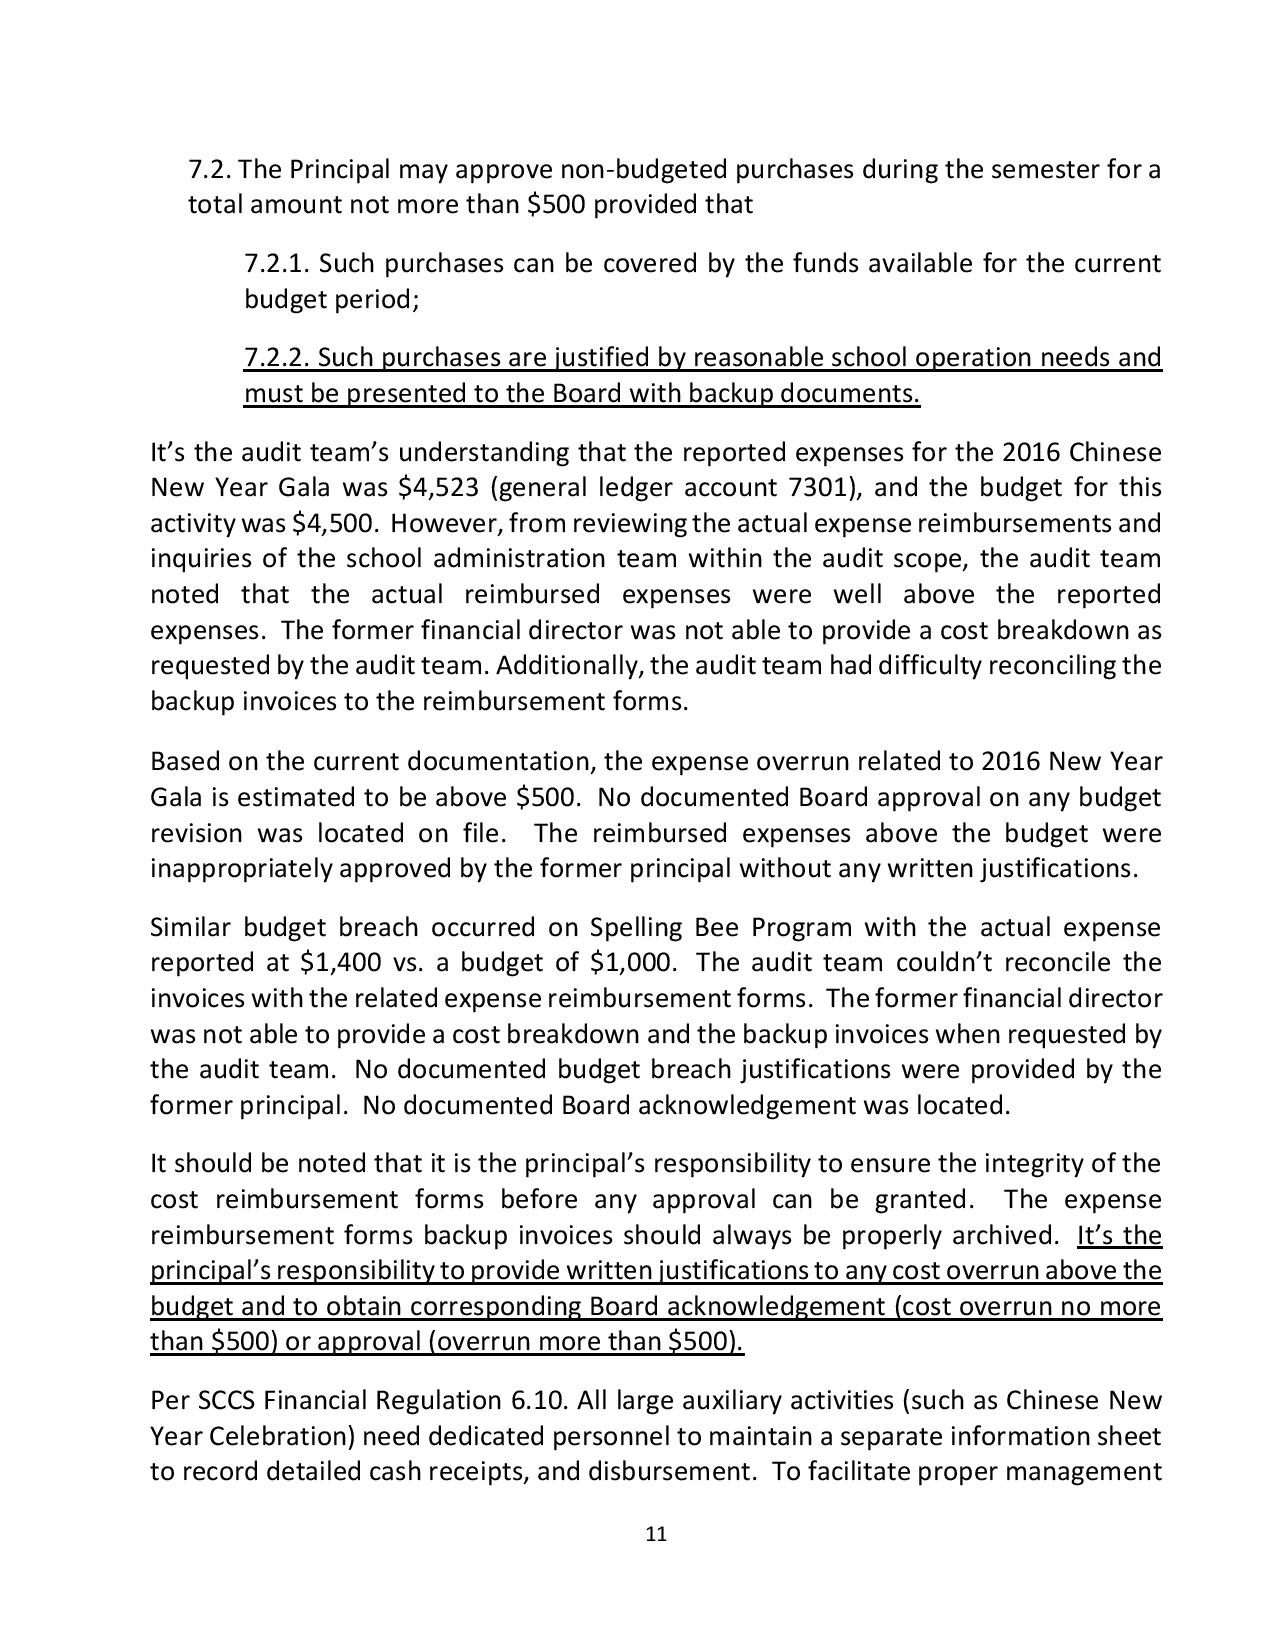 7.2. The Principal may approve non-budgeted purchases during the semester for a
total amount not more than $500 provided that
7.2.1. Such purchases can be covered by the funds available for the current
budget period;
7.2.2. Such purchases are justified by reasonable school operation needs and
must be presented to the Board with backup documents.
It’s the audit team’s understanding that the reported expenses for the 2016 Chinese
New Year Gala was $4,523 (general ledger account 7301), and the budget for this
activity was $4,500.  However, from reviewing the actual expense reimbursements and
inquiries of the school administration team within the audit scope, the audit team
noted that the actual reimbursed expenses were well above the reported
expenses.  The former financial director was not able to provide a cost breakdown as
requested by the audit team. Additionally, the audit team had difficulty reconciling the
backup invoices to the reimbursement forms.
Based on the current documentation, the expense overrun related to 2016 New Year
Gala is estimated to be above $500.  No documented Board approval on any budget
revision was located on file.  The reimbursed expenses above the budget were
inappropriately approved by the former principal without any written justifications.
Similar budget breach occurred on Spelling Bee Program with the actual expense
reported at $1,400 vs. a budget of $1,000.  The audit team couldn’t reconcile the
invoices with the related expense reimbursement forms.  The former financial director
was not able to provide a cost breakdown and the backup invoices when requested by
the audit team.  No documented budget breach justifications were provided by the
former principal.  No documented Board acknowledgement was located.
It should be noted that it is the principal’s responsibility to ensure the integrity of the
cost reimbursement forms before any approval can be granted.  The expense
reimbursement forms backup invoices should always be properly archived.  It’s the
principal’s responsibility to provide written justifications to any cost overrun above the
budget and to obtain corresponding Board acknowledgement (cost overrun no more
than $500) or approval (overrun more than $500).
Per SCCS Financial Regulation 6.10. All large auxiliary activities (such as Chinese New
Year Celebration) need dedicated personnel to maintain a separate information sheet
to record detailed cash receipts, and disbursement.  To facilitate proper management
11